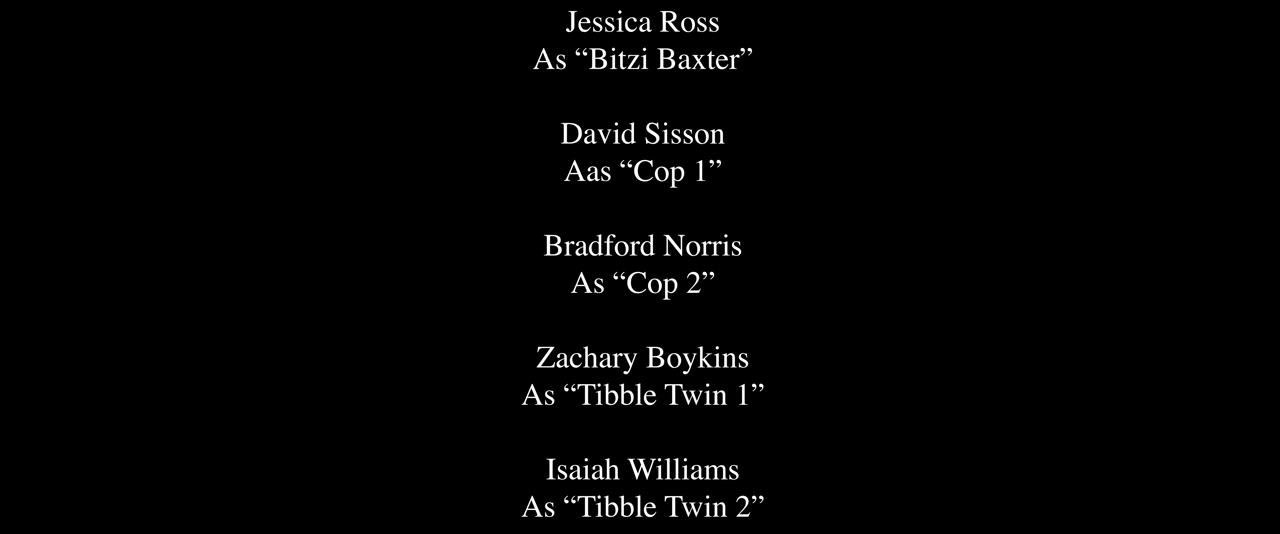 Jessica Ross
As “Bitzi Baxter”
David Sisson
Aas “Cop 1”
Bradford Norris
As “Cop 2”
Zachary Boykins
As “Tibble Twin 1”
Isaiah Williams
As “Tibble Twin 2”